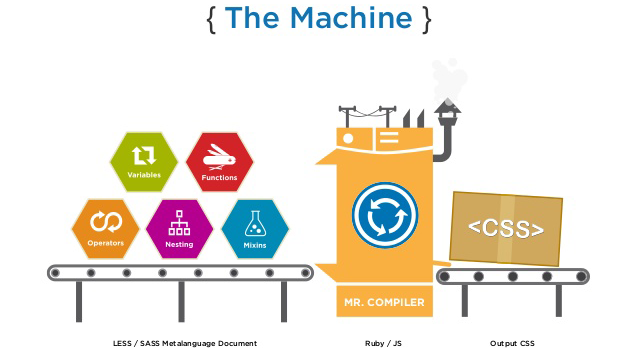 { The Machine }
Variables
Functions
Operators
Nesting
Mixins
<CSS>
MR. COMPILER
LESS / SASS Metalanguage Document
Ruby / JS
Output CSS